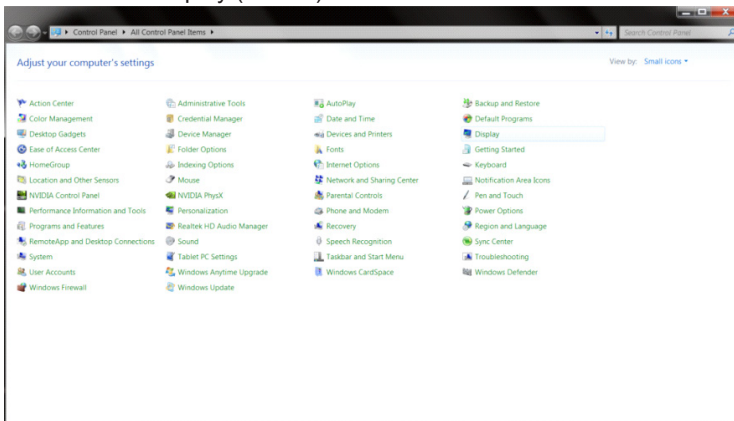 Control Panel ▸ All Control Panel Items ▸
Search Control Panel
Adjust your computer's settings
View by: Small icons
Action Center
Administrative Tools
AutoPlay
Backup and Restore
Color Management
Credential Manager
Date and Time
Default Programs
Desktop Gadgets
Device Manager
Devices and Printers
Display
Ease of Access Center
Folder Options
Fonts
Getting Started
HomeGroup
Indexing Options
Internet Options
Keyboard
Location and Other Sensors
Mouse
Network and Sharing Center
Notification Area Icons
NVIDIA Control Panel
NVIDIA PhysX
Parental Controls
Pen and Touch
Performance Information and Tools
Personalization
Phone and Modem
Power Options
Programs and Features
Realtek HD Audio Manager
Recovery
Region and Language
RemoteApp and Desktop Connections
Sound
Speech Recognition
Sync Center
System
Tablet PC Settings
Taskbar and Start Menu
Troubleshooting
User Accounts
Windows Anytime Upgrade
Windows CardSpace
Windows Defender
Windows Firewall
Windows Update